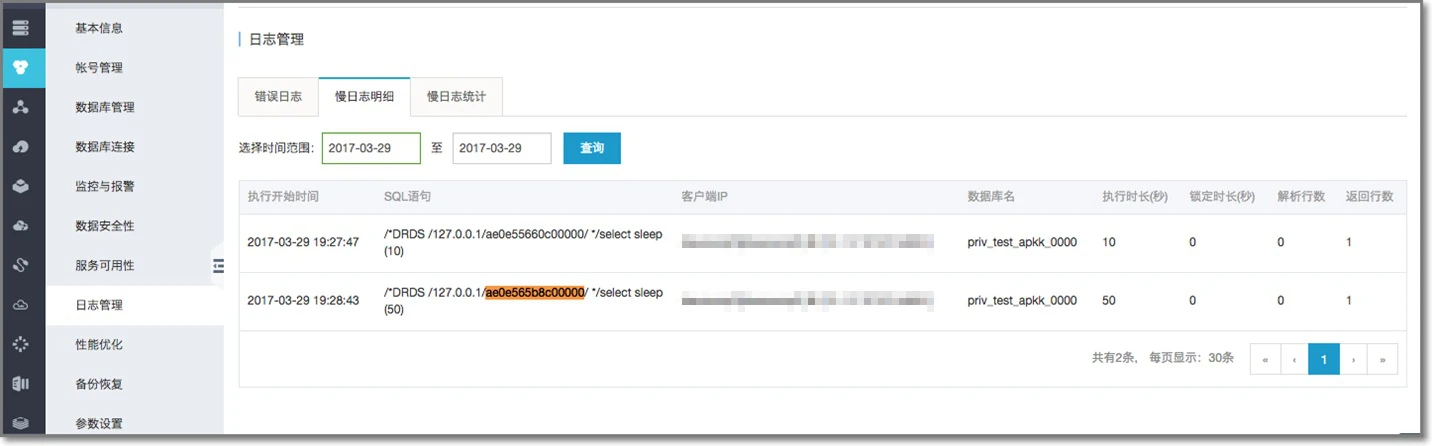 基本信息
帐号管理
数据库管理
数据库连接
监控与报警
数据安全性
服务可用性
日志管理
性能优化
备份恢复
参数设置
日志管理
错误日志 慢日志明细 慢日志统计
选择时间范围: 2017-03-29 至 2017-03-29 查询
执行开始时间 SQL语句 客户端IP 数据库名 执行时长(秒) 锁定时长(秒) 解析行数 返回行数
2017-03-29 19:27:47 /*DRDS /127.0.0.1/ae0e55660c00000/ */select sleep priv_test_apkk_0000 10 0 0 1
(10)
2017-03-29 19:28:43 /*DRDS /127.0.0.1/ae0e565b8c00000/ */select sleep priv_test_apkk_0000 50 0 0 1
(50)
共有2条, 每页显示: 30条 « ‹ 1 › »